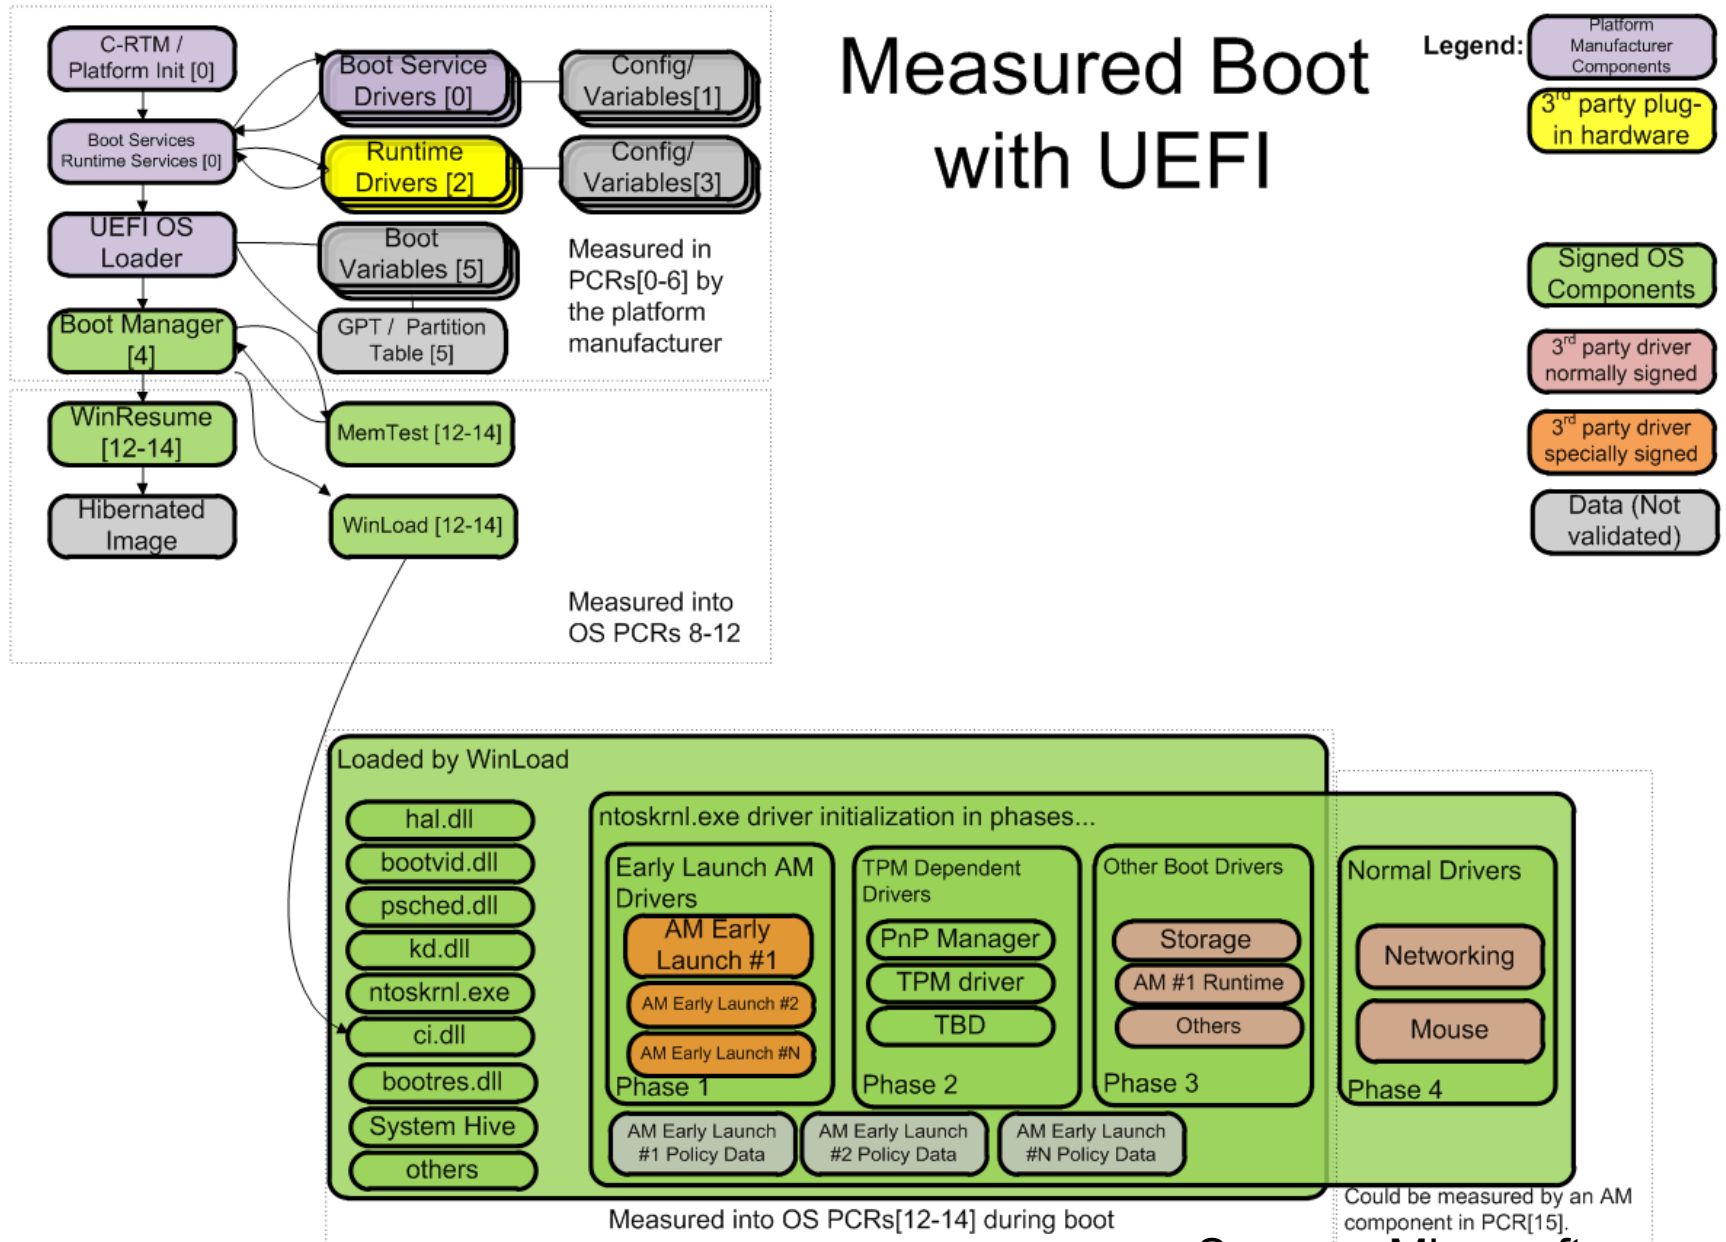 C-RTM /
Platform Init [0]
Boot Service
Drivers [0]
Config/
Variables[1]
Measured Boot
with UEFI
Legend:
Platform
Manufacturer
Components
3rd party plug-
in hardware
Boot Services
Runtime Services [0]
Runtime
Drivers [2]
Config/
Variables[3]
UEFI OS
Loader
Boot
Variables [5]
Measured in
PCRs[0-6] by
the platform
manufacturer
Signed OS
Components
Boot Manager
[4]
GPT / Partition
Table [5]
3rd party driver
normally signed
WinResume
[12-14]
MemTest [12-14]
3rd party driver
specially signed
Hibernated
Image
WinLoad [12-14]
Data (Not
validated)
Measured into
OS PCRs 8-12
Loaded by WinLoad
hal.dll
bootvid.dll
psched.dll
kd.dll
ntoskrnl.exe
ci.dll
bootres.dll
System Hive
others
ntoskrnl.exe driver initialization in phases...
Early Launch AM
Drivers
AM Early
Launch #1
AM Early Launch #2
AM Early Launch #N
Phase 1
TPM Dependent
Drivers
PnP Manager
TPM driver
TBD
Phase 2
Other Boot Drivers
Storage
AM #1 Runtime
Others
Phase 3
Normal Drivers
Networking
Mouse
Phase 4
AM Early Launch
#1 Policy Data
AM Early Launch
#2 Policy Data
AM Early Launch
#N Policy Data
Measured into OS PCRs[12-14] during boot
Could be measured by an AM
component in PCR[15].